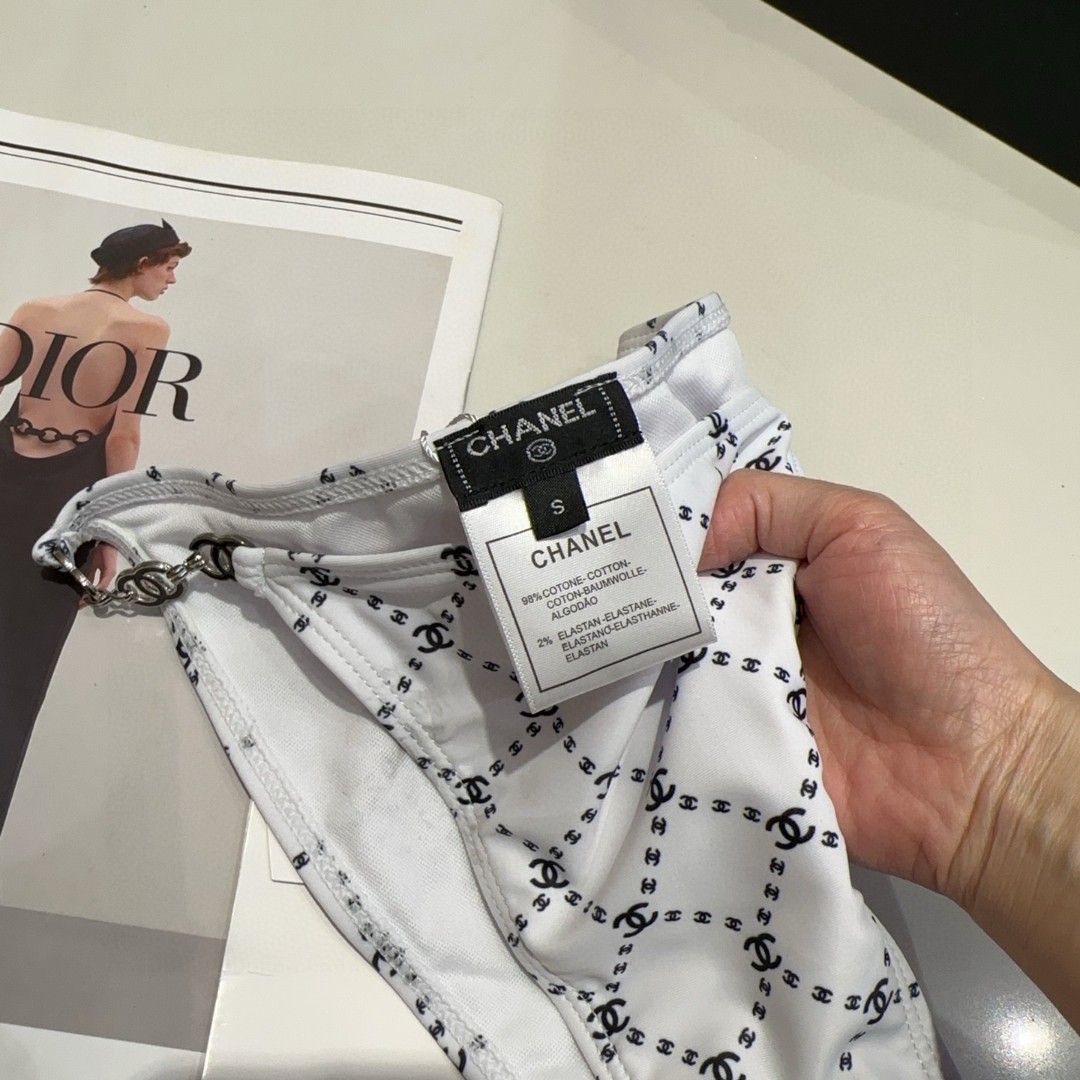 DIOR
CHANEL
S
CHANEL
98% COTONE-COTTON-
COTON-BAUMWOLLE-
ALGODÃO
2% ELASTAN-ELASTANE-
ELASTANO-ELASTHANNE-
ELASTAN